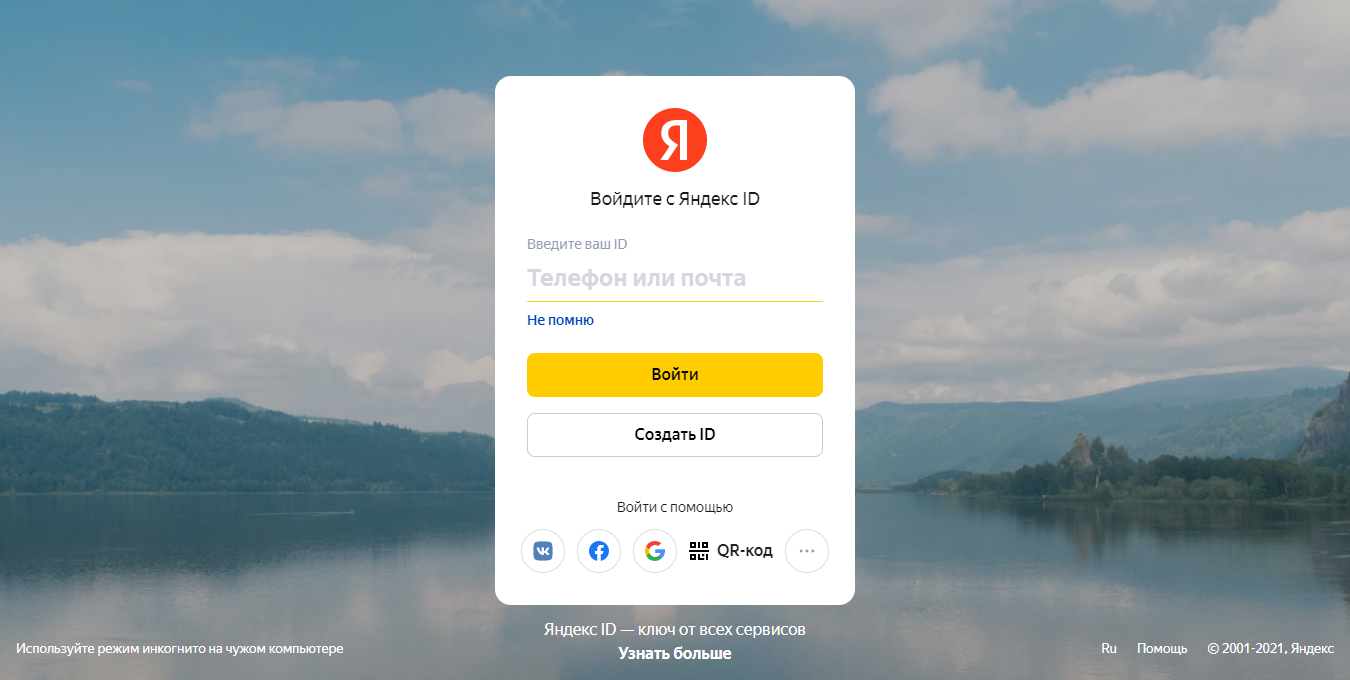 Я
Войдите с Яндекс ID
Введите ваш ID
Телефон или почта
Не помню
Войти
Создать ID
Войти с помощью
QR-код
Яндекс ID — ключ от всех сервисов
Узнать больше
Используйте режим инкогнито на чужом компьютере
Ru Помощь © 2001-2021, Яндекс